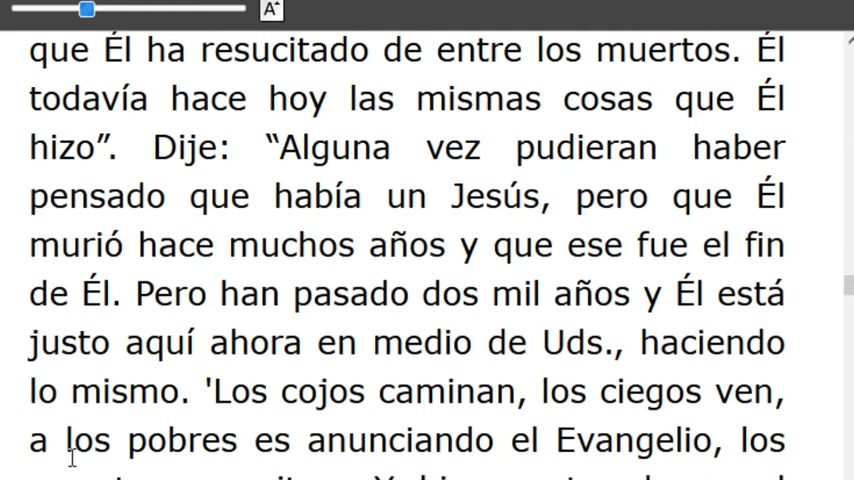 A
que Él ha resucitado de entre los muertos. Él
todavía hace hoy las mismas cosas que Él
hizo”. Dije: “Alguna vez pudieran haber
pensado que había un Jesús, pero que Él
murió hace muchos años y que ese fue el fin
de Él. Pero han pasado dos mil años y Él está
justo aquí ahora en medio de Uds., haciendo
lo mismo. 'Los cojos caminan, los ciegos ven,
a los pobres es anunciando el Evangelio, los